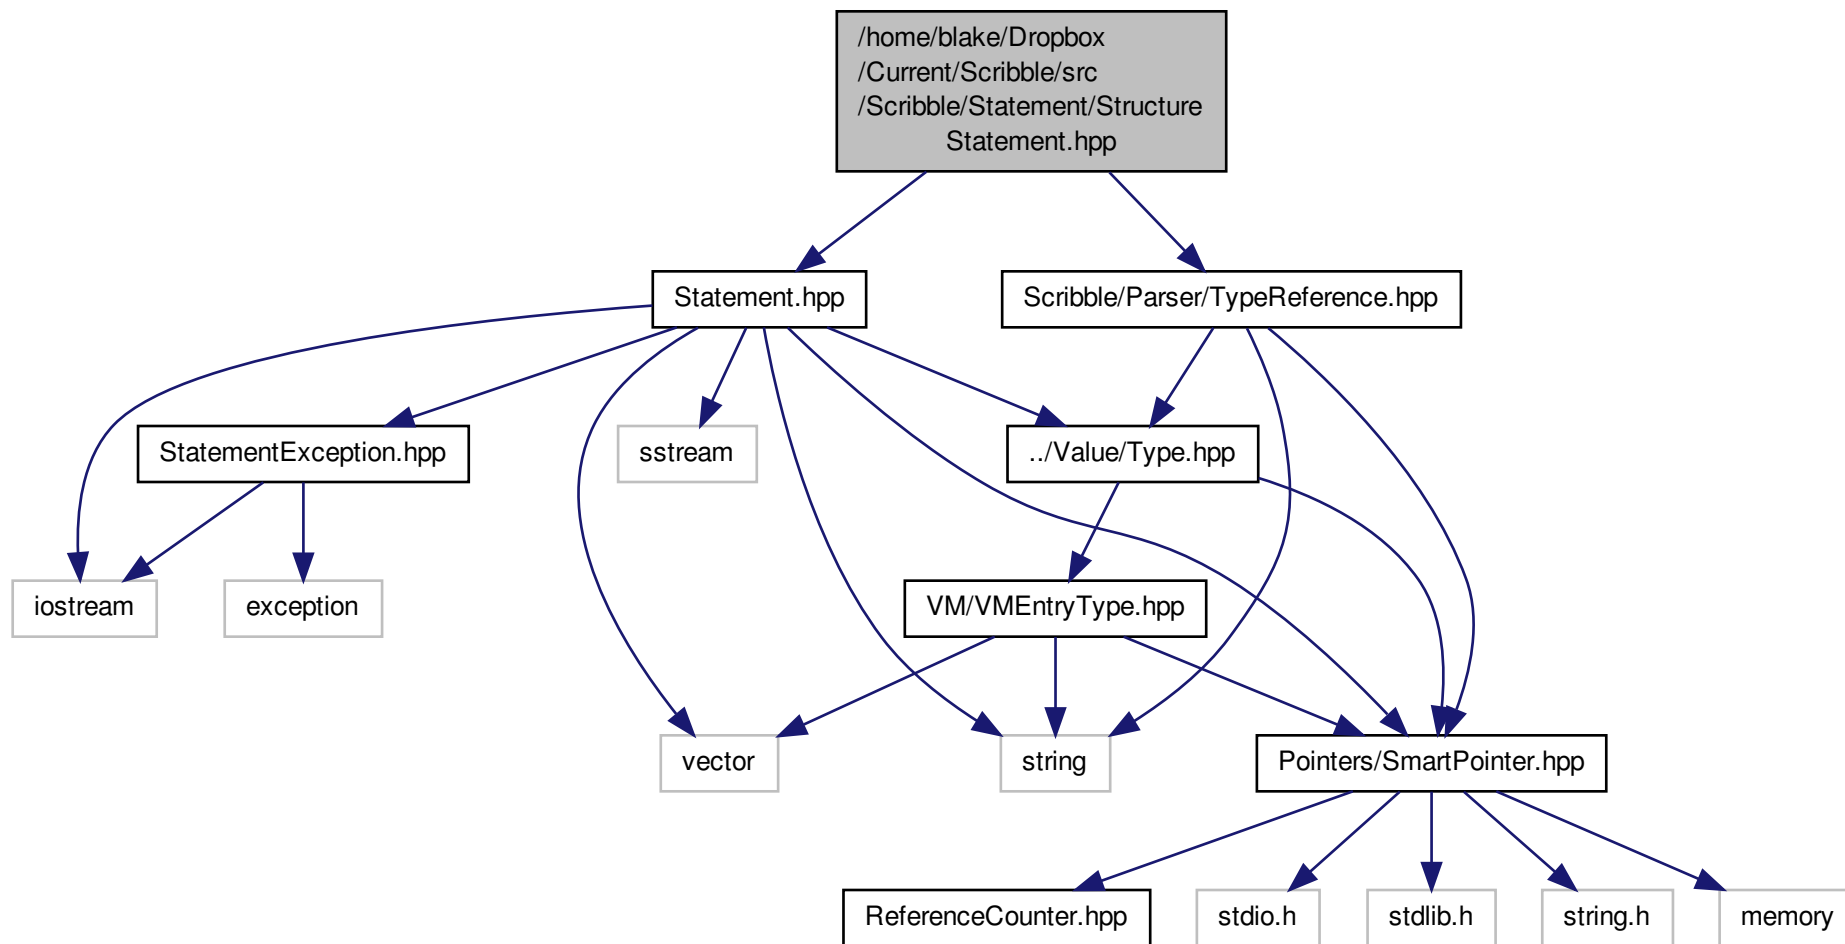 /home/blake/Dropbox
/Current/Scribble/src
/Scribble/Statement/Structure
Statement.hpp
Statement.hpp
Scribble/Parser/TypeReference.hpp
StatementException.hpp
sstream
../Value/Type.hpp
iostream
exception
VM/VMEntryType.hpp
vector
string
Pointers/SmartPointer.hpp
ReferenceCounter.hpp
stdio.h
stdlib.h
string.h
memory